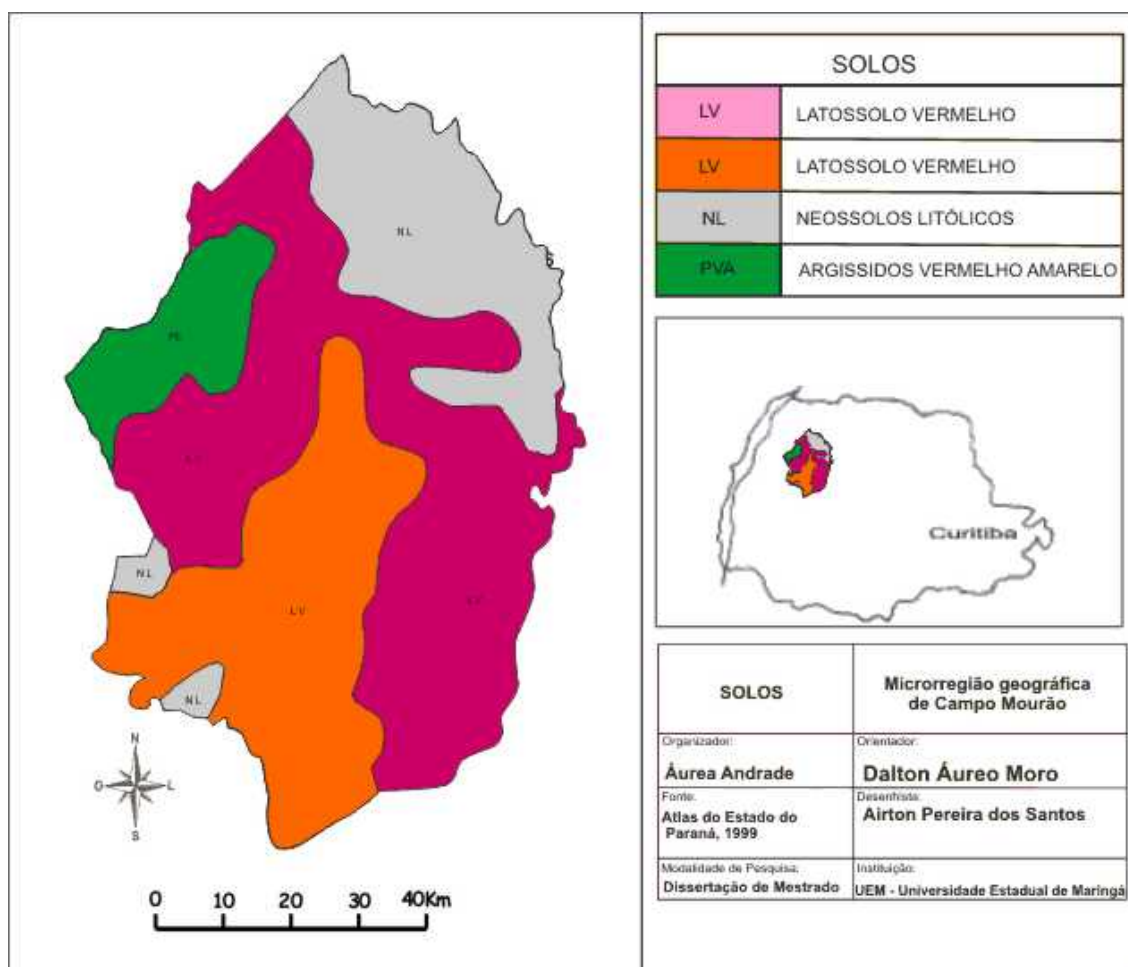 SOLOS
LV LATOSSOLO VERMELHO
LV LATOSSOLO VERMELHO
NL NEOSSOLOS LITÓLICOS
PVA ARGISSIDOS VERMELHO AMARELO
NL
NL
LV
NL
N
O L
S
0 10 20 30 40Km
Curitiba
SOLOS
Microrregião geográfica
de Campo Mourão
Organizador:
Áurea Andrade
Orientador:
Dalton Áureo Moro
Fonte:
Atlas do Estado do
Paraná, 1999
Desenhista:
Airton Pereira dos Santos
Modalidade de Pesquisa:
Dissertação de Mestrado
Instituição:
UEM - Universidade Estadual de Maringá